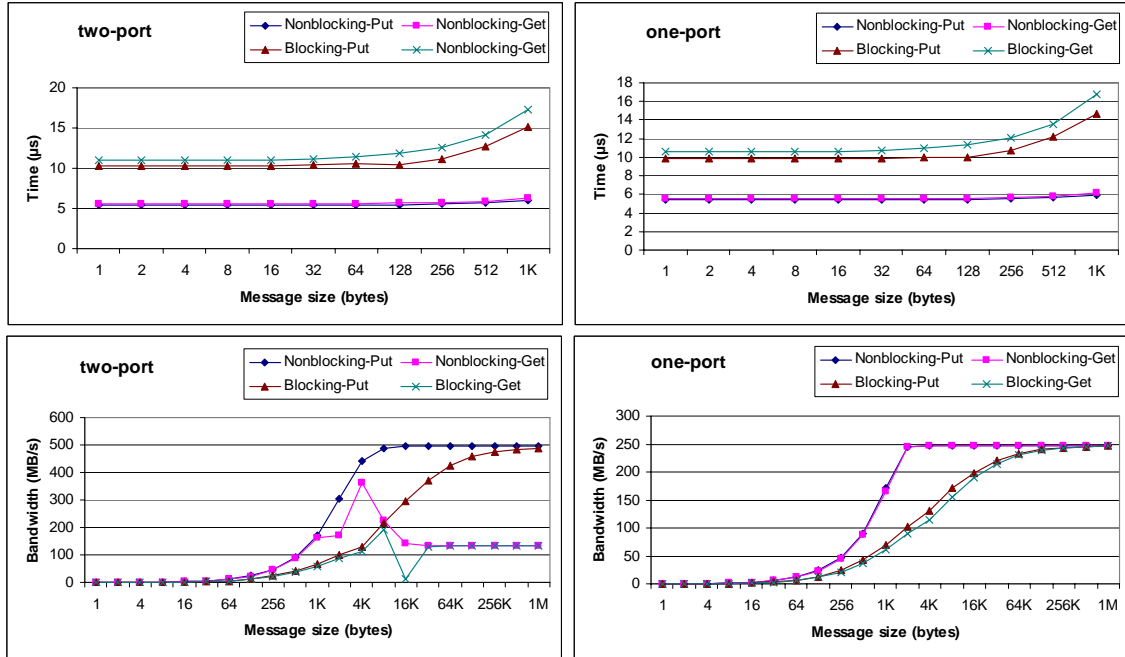 two-port
Nonblocking-Put
Nonblocking-Get
Blocking-Put
Nonblocking-Get
Time (µs)
20
15
10
5
0
1 2 4 8 16 32 64 128 256 512 1K
Message size (bytes)
one-port
Nonblocking-Put
Nonblocking-Get
Blocking-Put
Blocking-Get
Time (µs)
18
16
14
12
10
8
6
4
2
0
1 2 4 8 16 32 64 128 256 512 1K
Message size (bytes)
two-port
Nonblocking-Put
Nonblocking-Get
Blocking-Put
Blocking-Get
Bandwidth (MB/s)
600
500
400
300
200
100
0
1 4 16 64 256 1K 4K 16K 64K 256K 1M
Message size (bytes)
one-port
Nonblocking-Put
Nonblocking-Get
Blocking-Put
Blocking-Get
Bandwidth (MB/s)
300
250
200
150
100
50
0
1 4 16 64 256 1K 4K 16K 64K 256K 1M
Message size (bytes)